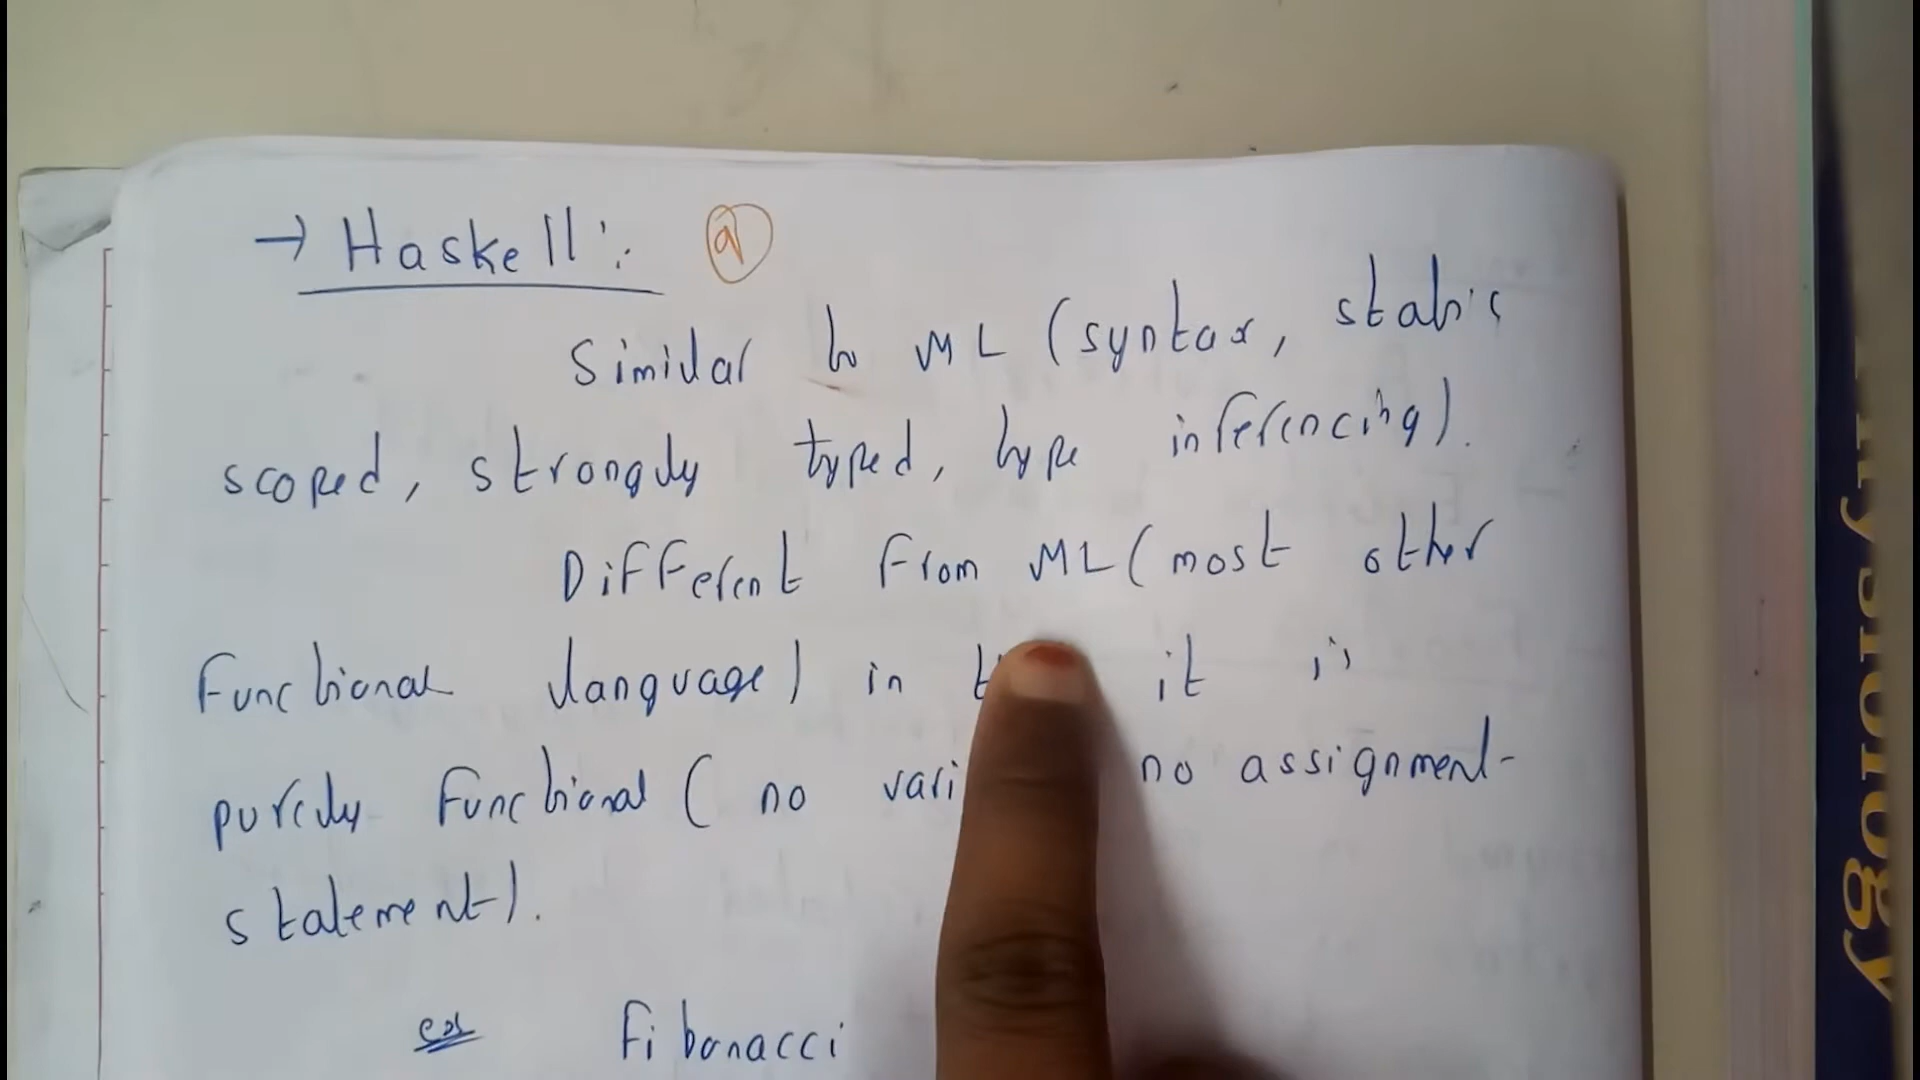 → Haskell: a
Similar to ML (syntax, static
scoped, strongly typed, type inferencing).
Different from ML (most other
functional language) in it is
purely functional ( no no assignment
statement).
ex Fibonacci
ology